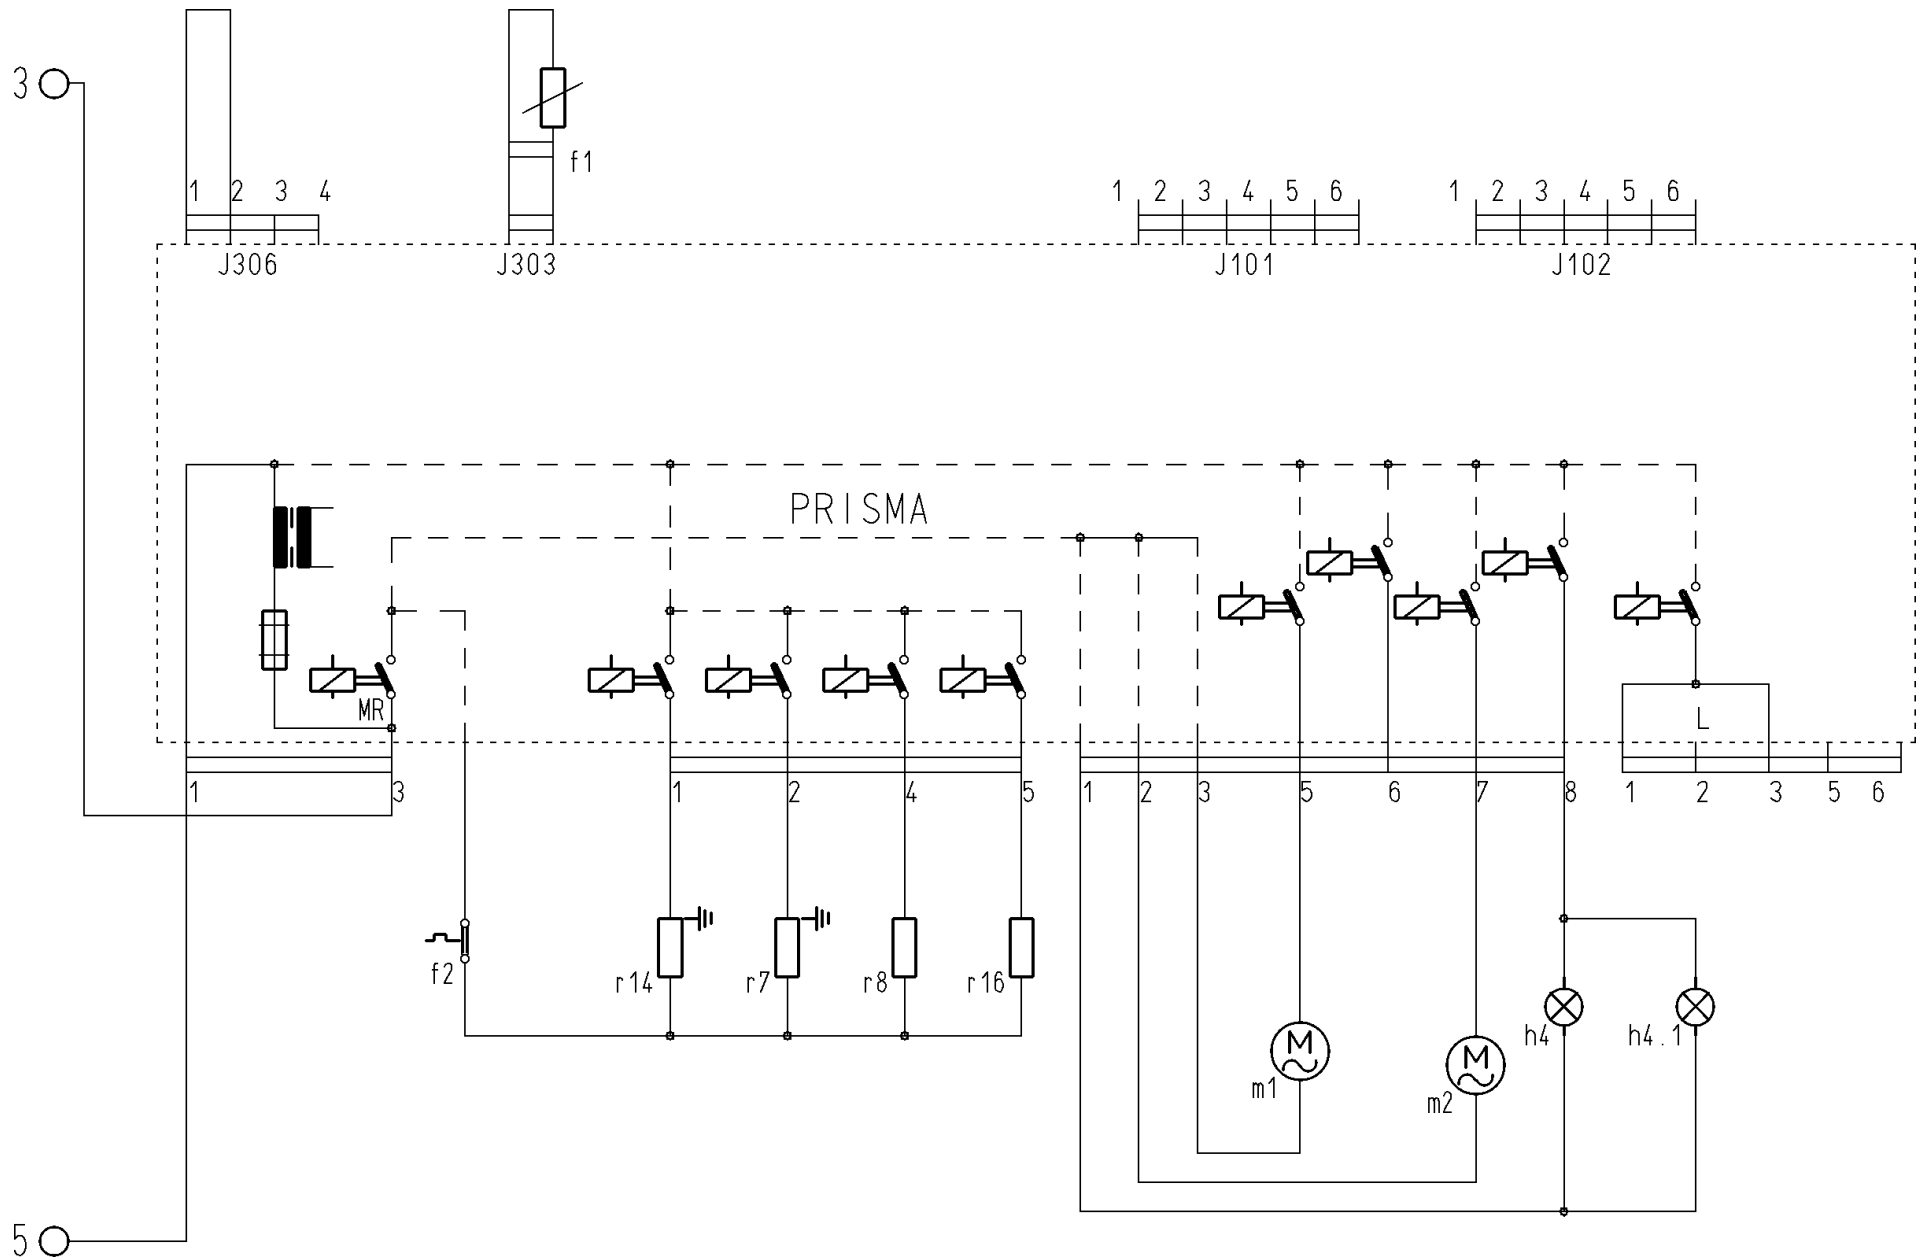 3
f1
1 2 3 4
1 2 3 4 5 6
1 2 3 4 5 6
J306
J303
J101
J102
PRISMA
MR
L
1 3
1 2 4 5
1 2 3 5 6 7 8
1 2 3 5 6
f2
r14
r7
r8
r16
h4
h4.1
m1
m2
5